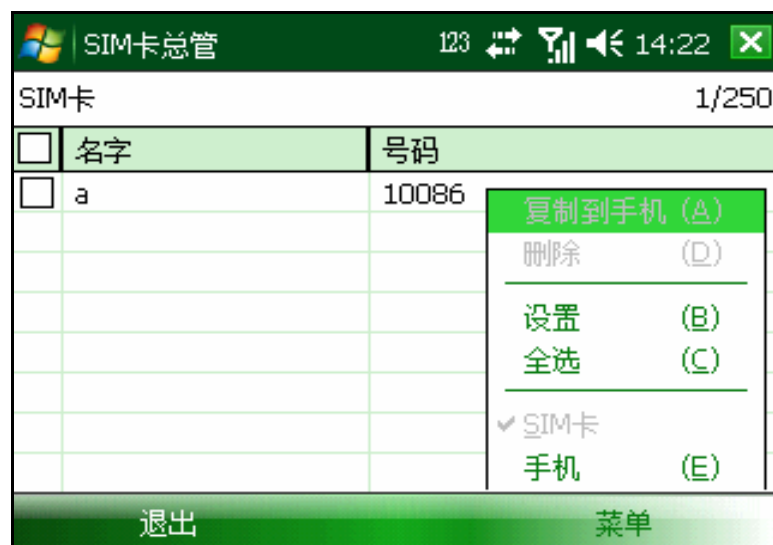 SIM卡总管 123 14:22
SIM卡 1/250
名字 号码
a 10086
复制到手机 (A)
删除 (D)
设置 (B)
全选 (C)
SIM卡
手机 (E)
退出 菜单